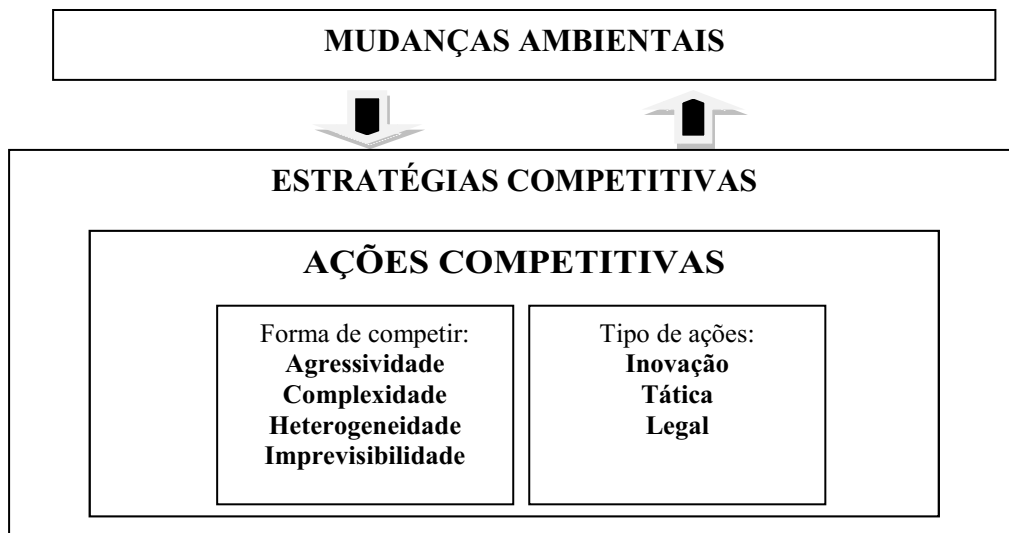 MUDANÇAS AMBIENTAIS
ESTRATÉGIAS COMPETITIVAS
AÇÕES COMPETITIVAS
Forma de competir:
Agressividade
Complexidade
Heterogeneidade
Imprevisibilidade
Tipo de ações:
Inovação
Tática
Legal